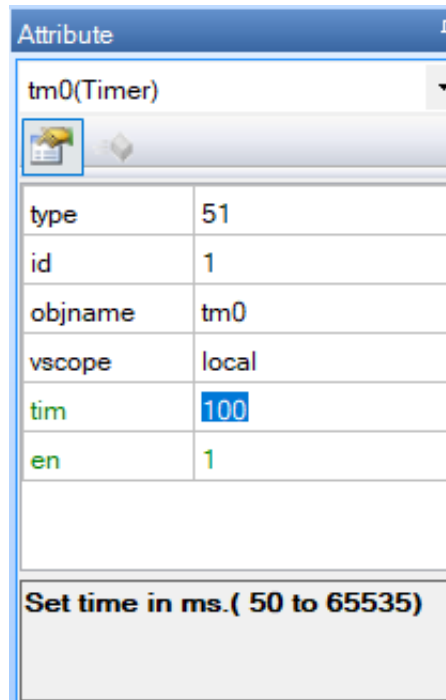 Attribute
tm0(Timer)
type 51
id 1
objname tm0
vscope local
tim 100
en 1
Set time in ms.( 50 to 65535)